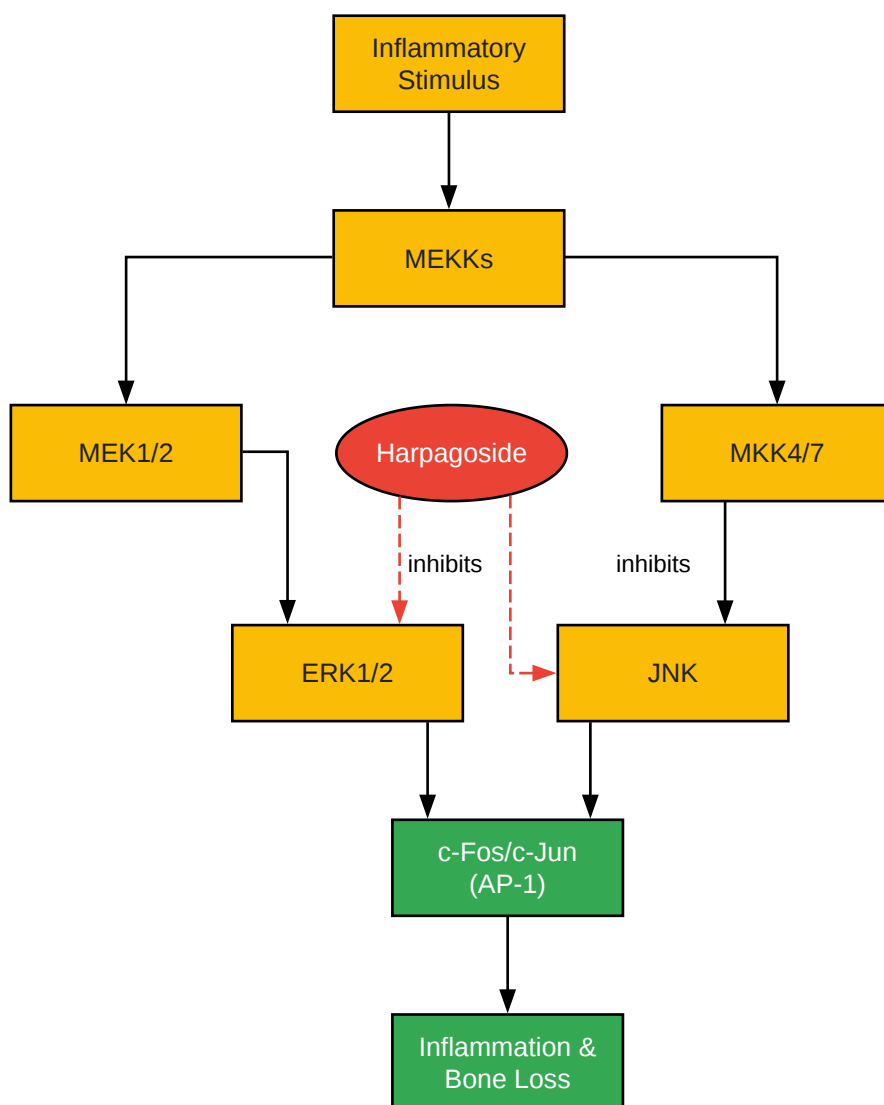 Inflammatory
Stimulus
MEKKs
MEK1/2
Harpagoside
MKK4/7
inhibits
inhibits
ERK1/2
JNK
c-Fos/c-Jun
(AP-1)
Inflammation &
Bone Loss